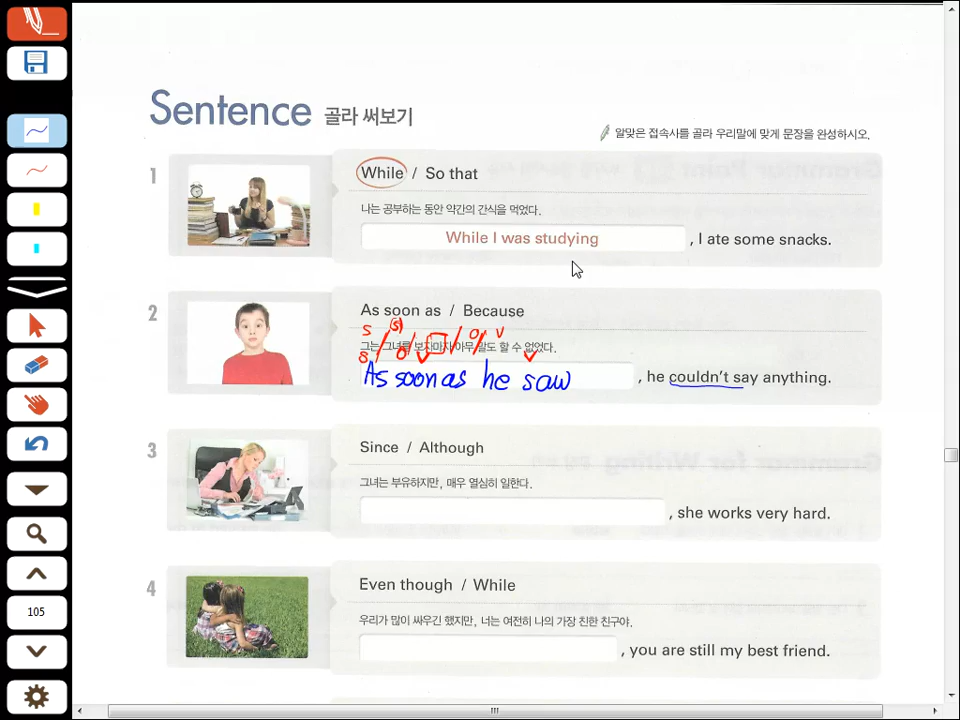 Sentence 골라 써보기
알맞은 접속사를 골라 우리말에 맞게 문장을 완성하시오.
1
While / So that
나는 공부하는 동안 약간의 간식을 먹었다.
While I was studying , I ate some snacks.
2
As soon as / Because
S (S) O V
그는 그녀를 보자마자 아무 말도 할 수 없었다.
S O
As soon as he saw , he couldn't say anything.
3
Since / Although
그녀는 부유하지만, 매우 열심히 일한다.
, she works very hard.
4
Even though / While
우리가 많이 싸우긴 했지만, 너는 여전히 나의 가장 친한 친구야.
, you are still my best friend.
105